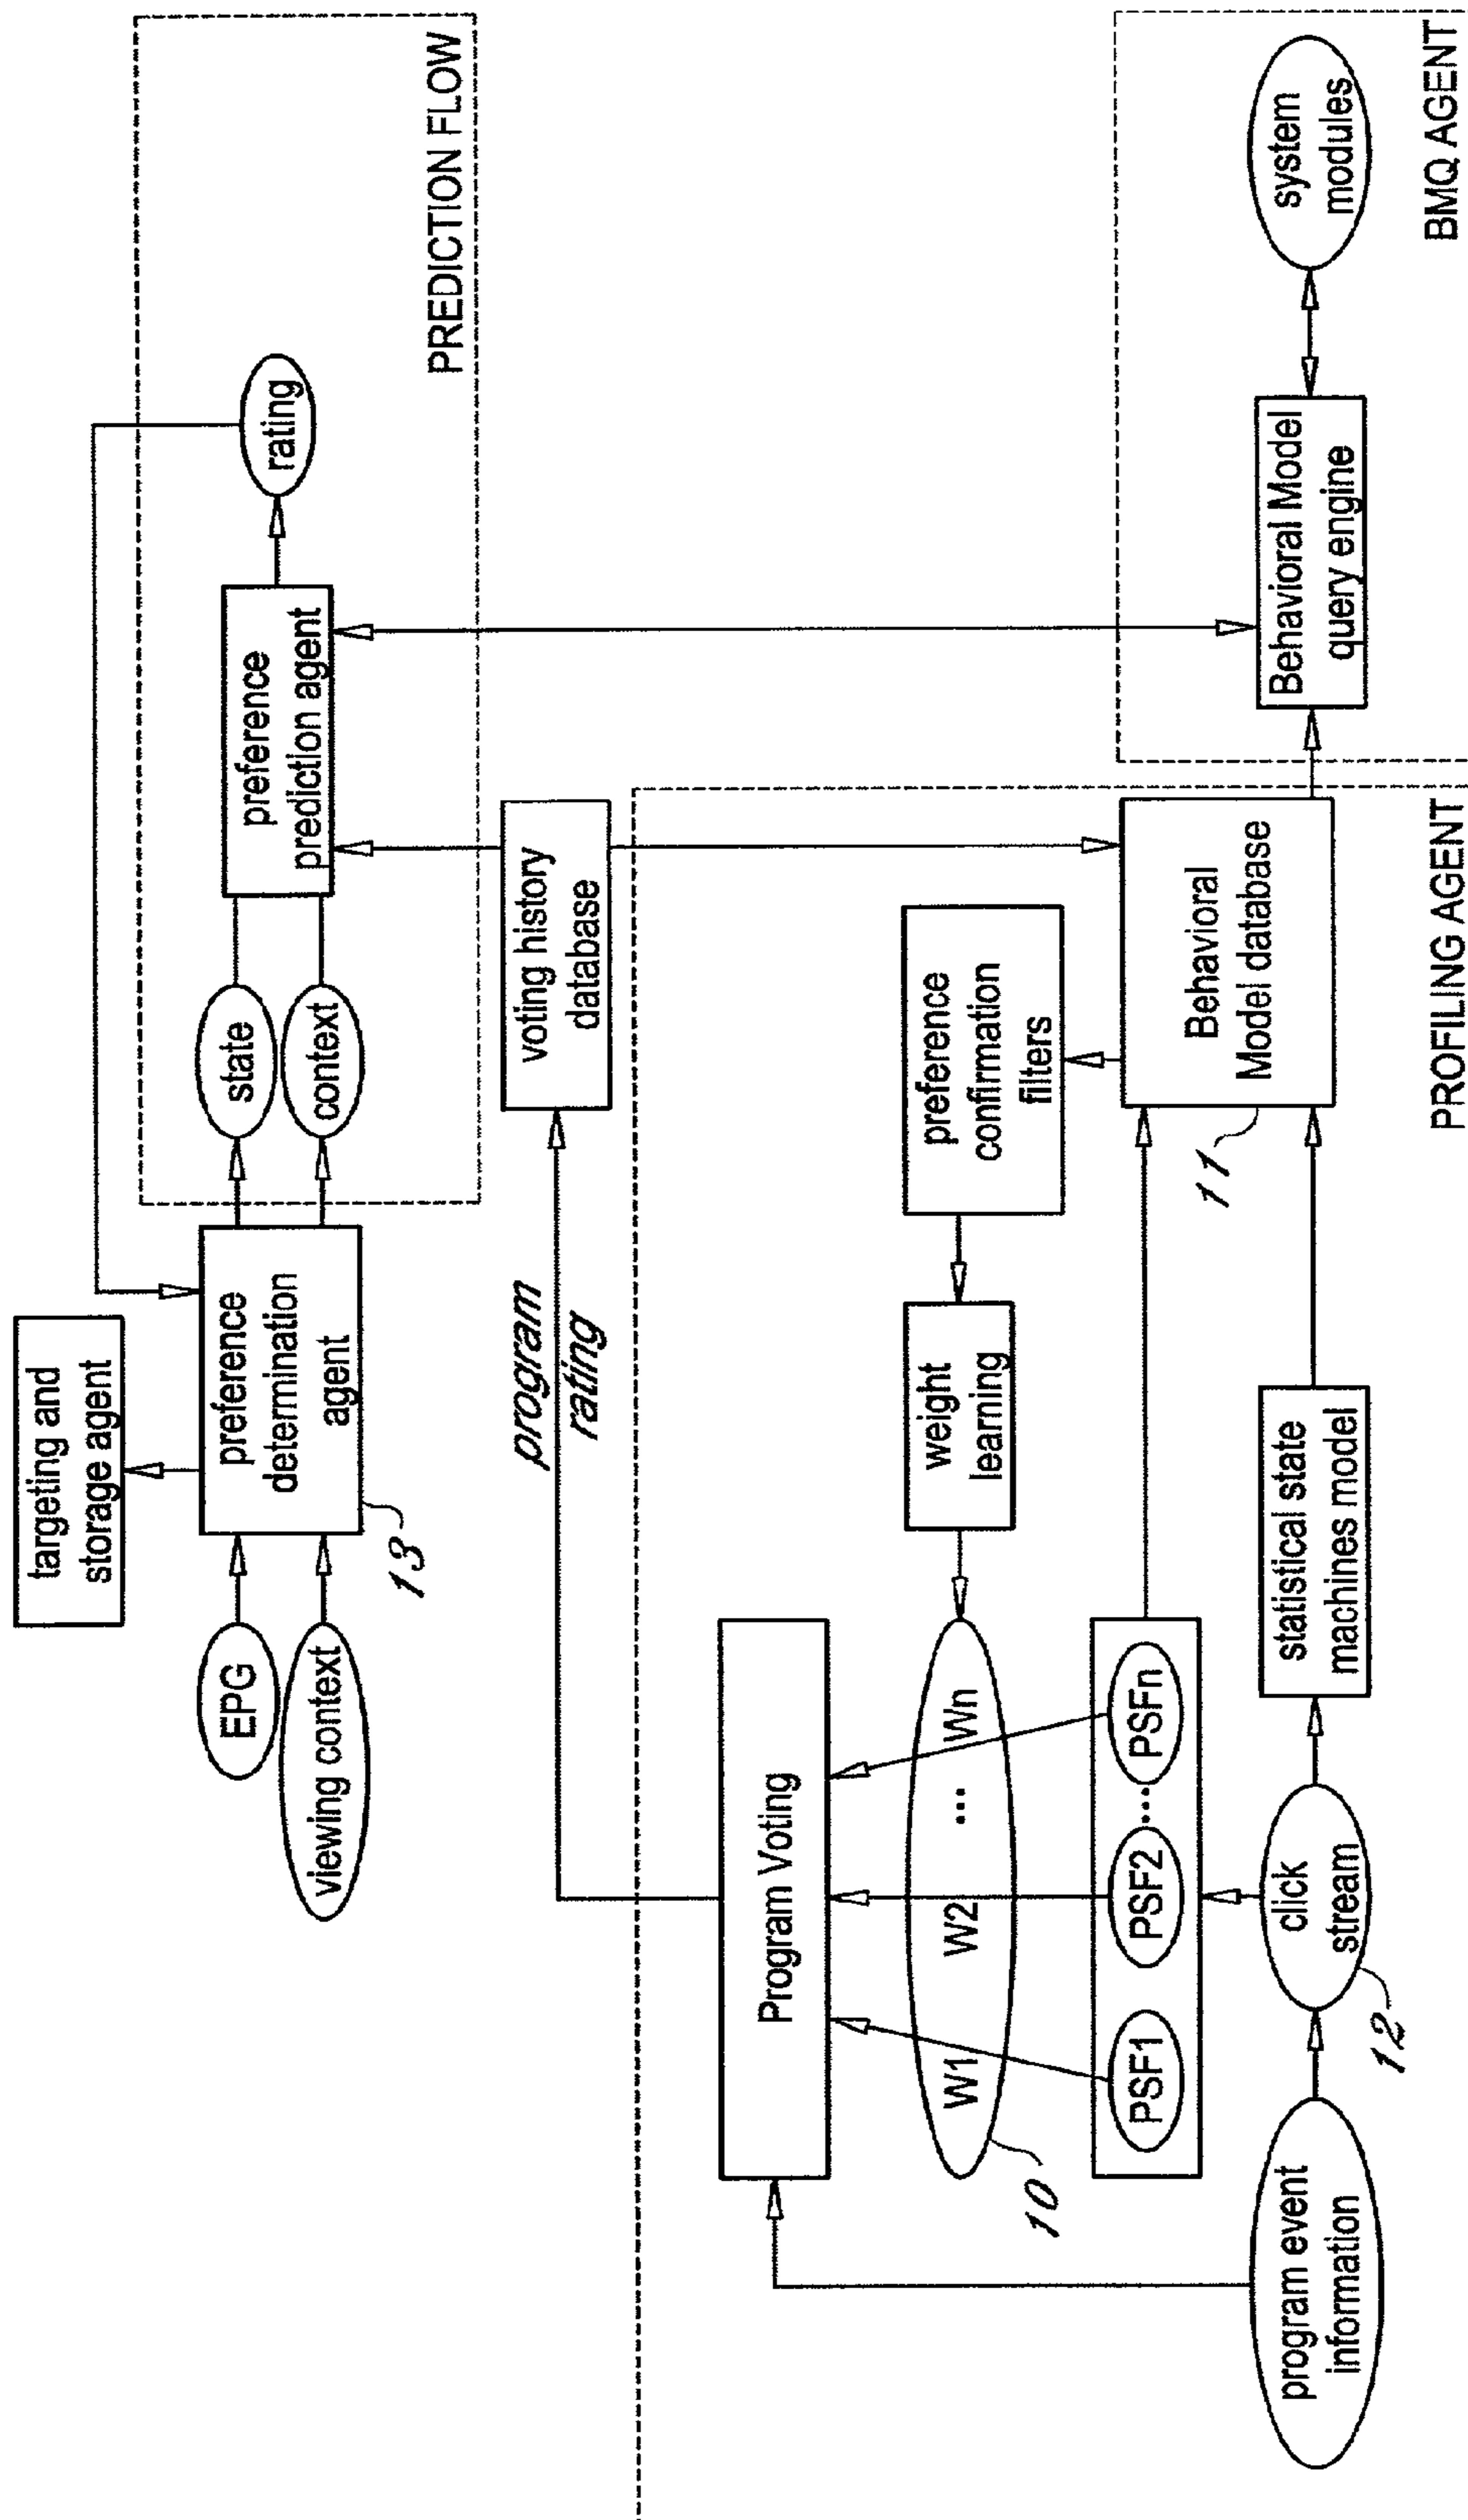 targeting and
storage agent
EPG
viewing context
preference
determination
agent
13
state
context
preference
prediction agent
rating
PREDICTION FLOW
program
rating
voting history
database
Program Voting
W1 W2 ... Wn
10
weight
learning
preference
confirmation
filters
PSF1 PSF2 ... PSFn
Behavioral
Model database
11
program event
information
click
stream
12
statistical state
machines model
PROFILING AGENT
Behavioral Model
query engine
system
modules
BMQ AGENT